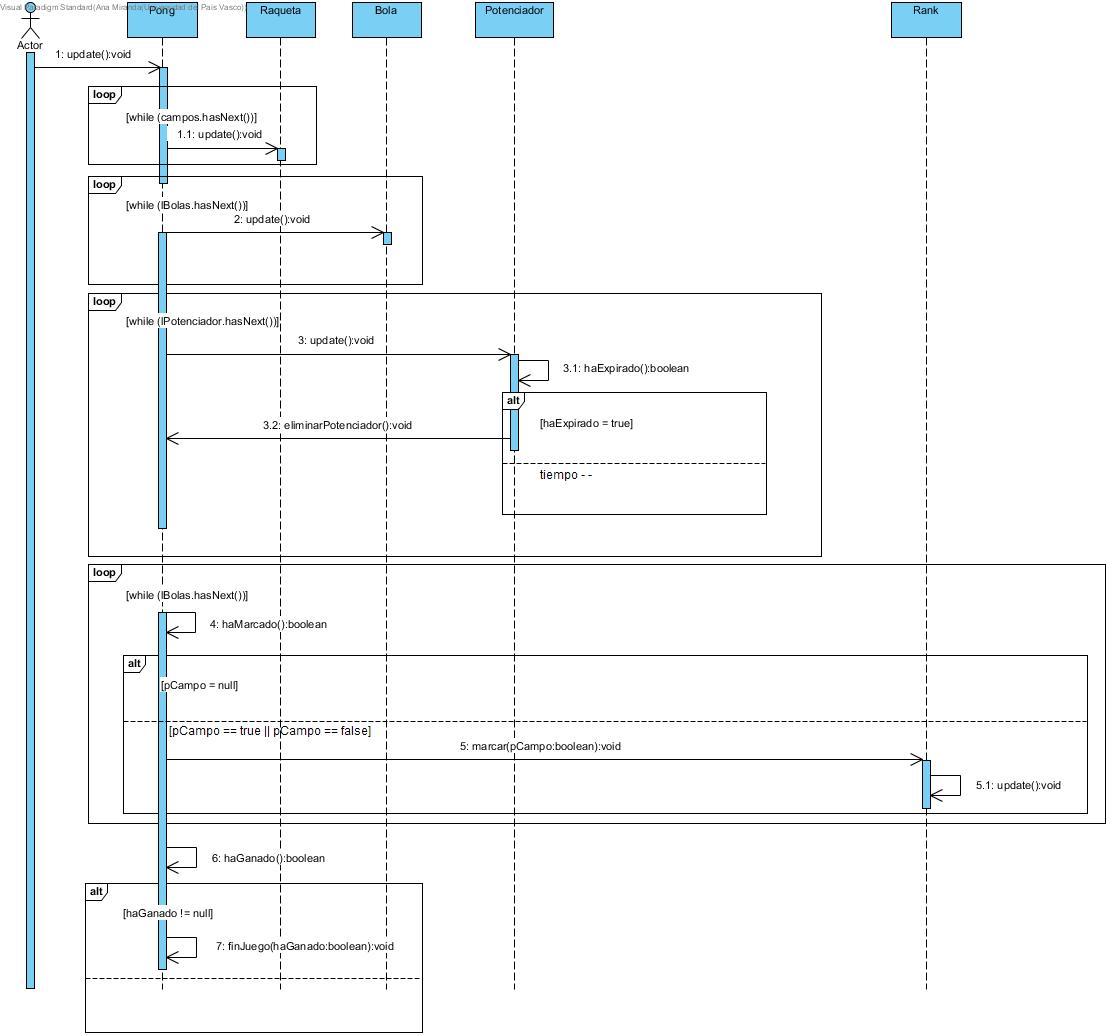 Visual Paradigm Standard(Ana Miranda(Universidad del Pais Vasco))
Pong
Raqueta
Bola
Potenciador
Rank
Actor
1: update():void
loop
[while (campos.hasNext())]
1.1: update():void
loop
[while (lBolas.hasNext())]
2: update():void
loop
[while (lPotenciador.hasNext())]
3: update():void
3.1: haExpirado():boolean
alt
[haExpirado = true]
3.2: eliminarPotenciador():void
tiempo - -
loop
[while (lBolas.hasNext())]
4: haMarcado():boolean
alt
[pCampo = null]
[pCampo == true || pCampo == false]
5: marcar(pCampo:boolean):void
5.1: update():void
6: haGanado():boolean
alt
[haGanado != null]
7: finJuego(haGanado:boolean):void